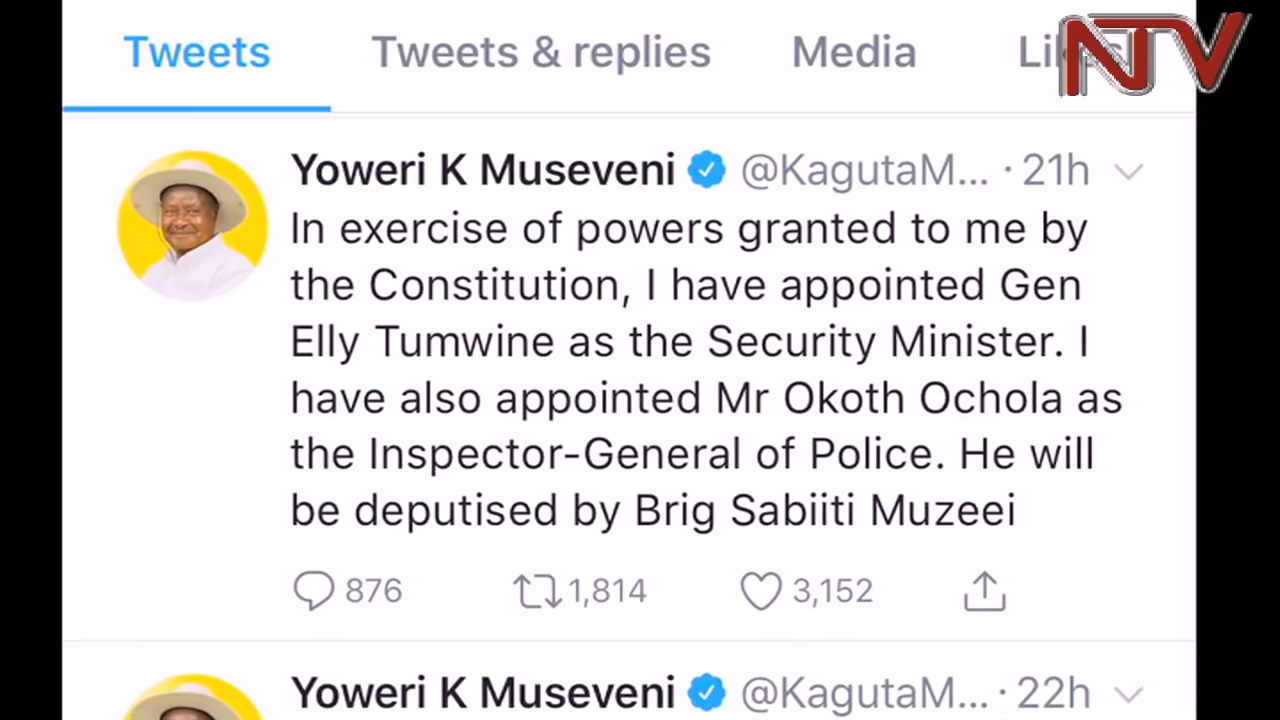 Tweets Tweets & replies Media
NTV
Yoweri K Museveni @KagutaM... · 21h
In exercise of powers granted to me by
the Constitution, I have appointed Gen
Elly Tumwine as the Security Minister. I
have also appointed Mr Okoth Ochola as
the Inspector-General of Police. He will
be deputised by Brig Sabiiti Muzeei
876 1,814 3,152
Yoweri K Museveni @KagutaM... · 22h